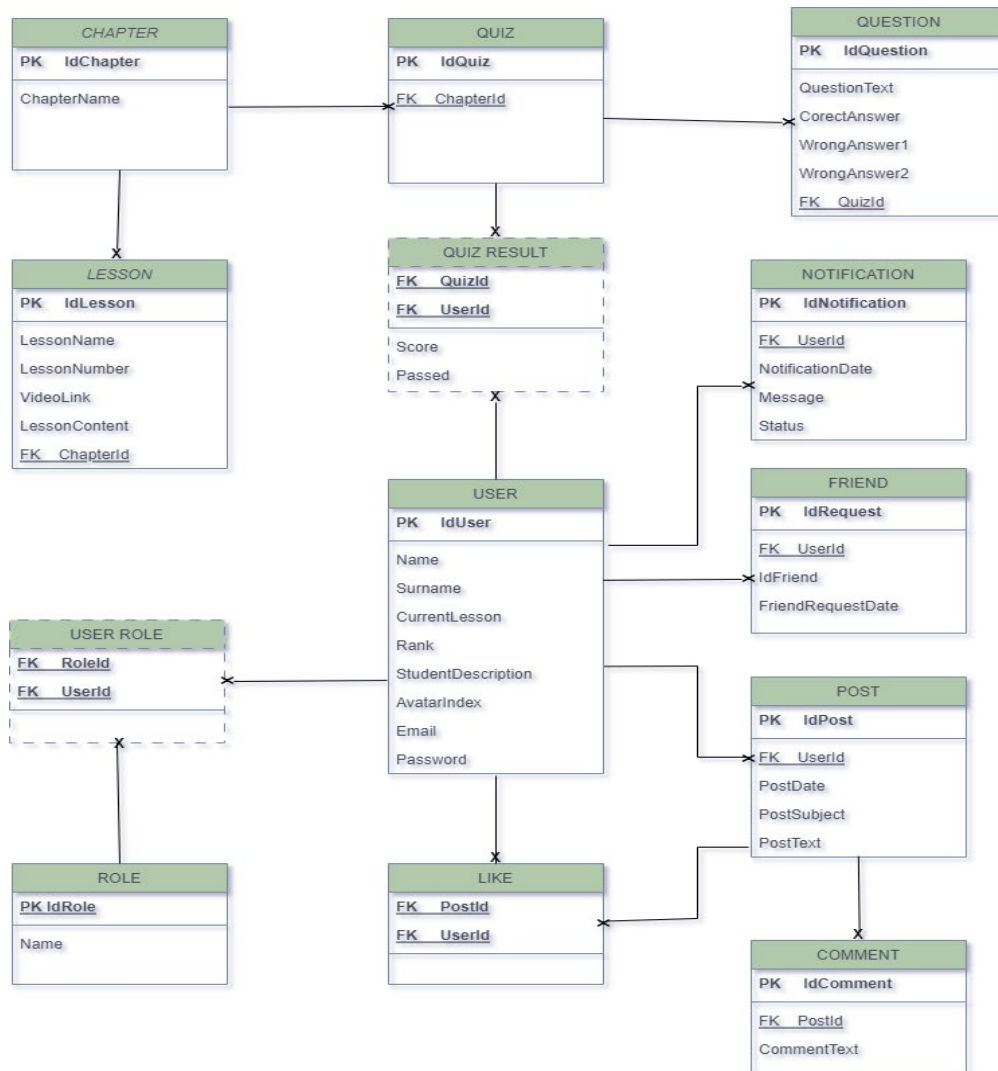 CHAPTER
PK IdChapter
ChapterName
QUIZ
PK IdQuiz
FK ChapterId
QUESTION
PK IdQuestion
QuestionText
CorectAnswer
WrongAnswer1
WrongAnswer2
FK QuizId
LESSON
PK IdLesson
LessonName
LessonNumber
VideoLink
LessonContent
FK ChapterId
QUIZ RESULT
FK QuizId
FK UserId
Score
Passed
NOTIFICATION
PK IdNotification
FK UserId
NotificationDate
Message
Status
USER
PK IdUser
Name
Surname
CurrentLesson
Rank
StudentDescription
AvatarIndex
Email
Password
FRIEND
PK IdRequest
FK UserId
IdFriend
FriendRequestDate
USER ROLE
FK RoleId
FK UserId
POST
PK IdPost
FK UserId
PostDate
PostSubject
PostText
ROLE
PK IdRole
Name
LIKE
FK PostId
FK UserId
COMMENT
PK IdComment
FK PostId
CommentText